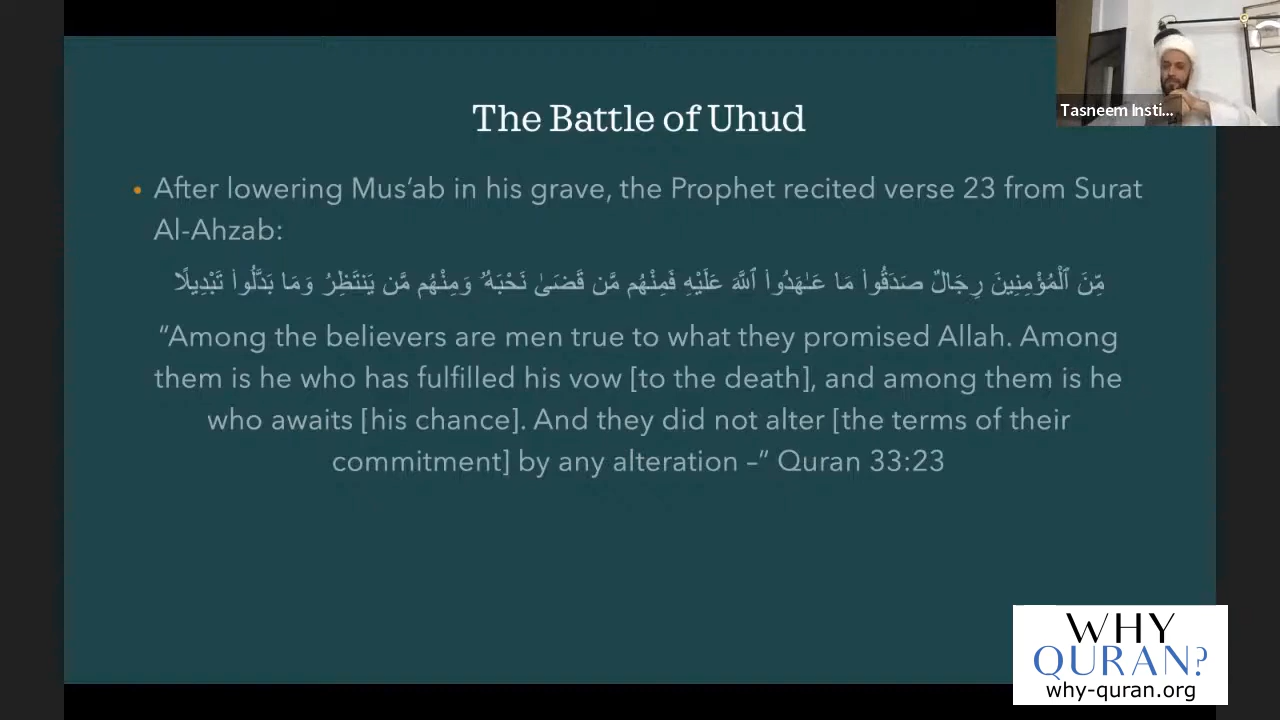 The Battle of Uhud
Tasneem Insti...
• After lowering Mus’ab in his grave, the Prophet recited verse 23 from Surat
Al-Ahzab:
مِّنَ ٱلْمُؤْمِنِينَ رِجَالٌ صَدَقُوا۟ مَا عَـٰهَدُوا۟ ٱللَّهَ عَلَيْهِ فَمِنْهُم مَّن قَضَىٰ نَحْبَهُۥ وَمِنْهُم مَّن يَنتَظِرُ وَمَا بَدَّلُوا۟ تَبْدِيلًا
“Among the believers are men true to what they promised Allah. Among
them is he who has fulfilled his vow [to the death], and among them is he
who awaits [his chance]. And they did not alter [the terms of their
commitment] by any alteration –” Quran 33:23
WHY
QURAN?
why-quran.org